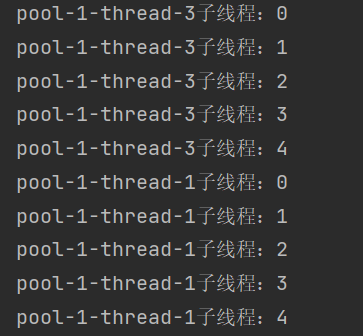 pool-1-thread-3子线程：0
pool-1-thread-3子线程：1
pool-1-thread-3子线程：2
pool-1-thread-3子线程：3
pool-1-thread-3子线程：4
pool-1-thread-1子线程：0
pool-1-thread-1子线程：1
pool-1-thread-1子线程：2
pool-1-thread-1子线程：3
pool-1-thread-1子线程：4